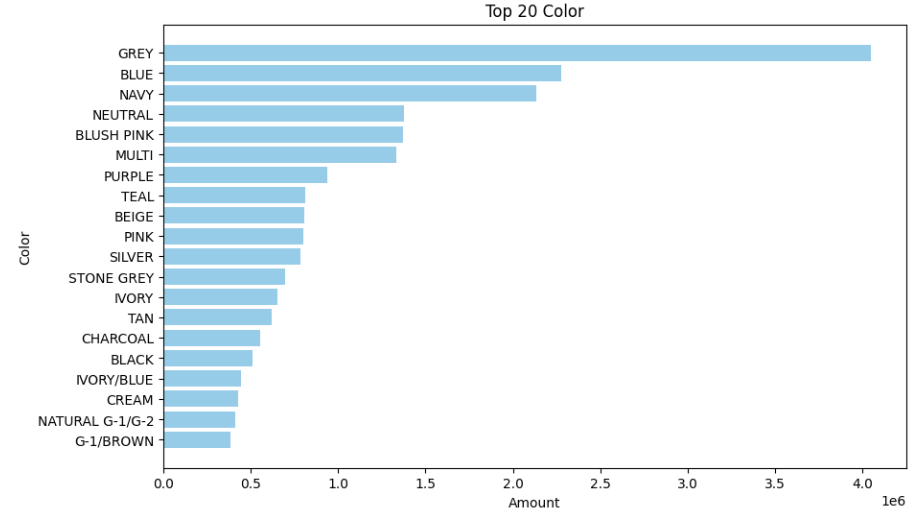 Top 20 Color
GREY
BLUE
NAVY
NEUTRAL
BLUSH PINK
MULTI
PURPLE
TEAL
BEIGE
PINK
SILVER
STONE GREY
IVORY
TAN
CHARCOAL
BLACK
IVORY/BLUE
CREAM
NATURAL G-1/G-2
G-1/BROWN
Color
0.0 0.5 1.0 1.5 2.0 2.5 3.0 3.5 4.0
1e6
Amount